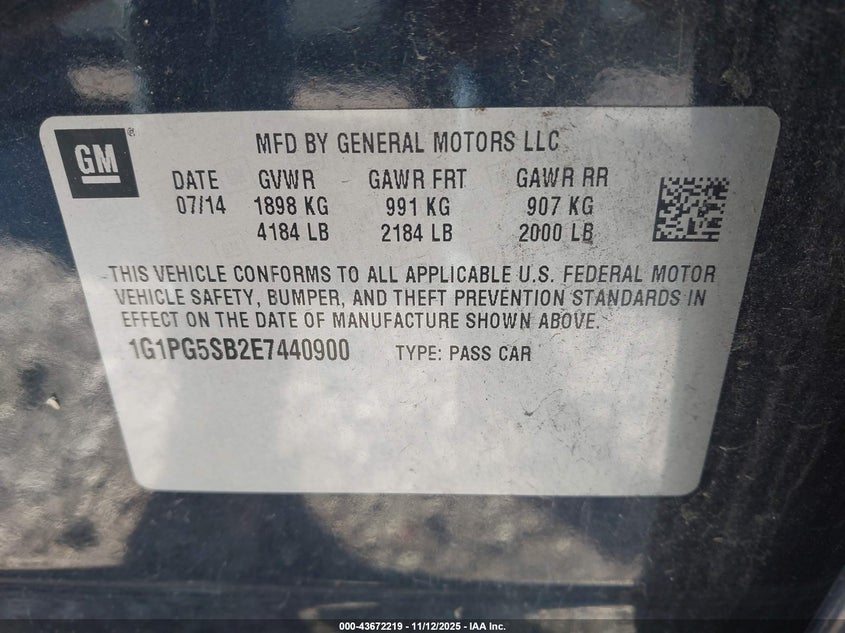 GM®
MFD BY GENERAL MOTORS LLC
DATE GVWR GAWR FRT GAWR RR
07/14 1898 KG 991 KG 907 KG
4184 LB 2184 LB 2000 LB
THIS VEHICLE CONFORMS TO ALL APPLICABLE U.S. FEDERAL MOTOR
VEHICLE SAFETY, BUMPER, AND THEFT PREVENTION STANDARDS IN
EFFECT ON THE DATE OF MANUFACTURE SHOWN ABOVE.
1G1PG5SB2E7440900 TYPE: PASS CAR
000-43672219 - 11/12/2025 - IAA Inc.